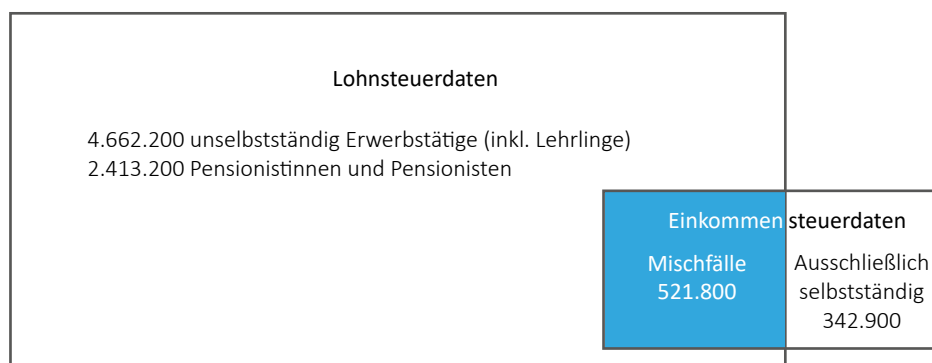 Lohnsteuerdaten
4.662.200 unselbstständig Erwerbstätige (inkl. Lehrlinge)
2.413.200 Pensionistinnen und Pensionisten
Einkommensteuerdaten
Mischfälle
521.800
Ausschließlich
selbstständig
342.900